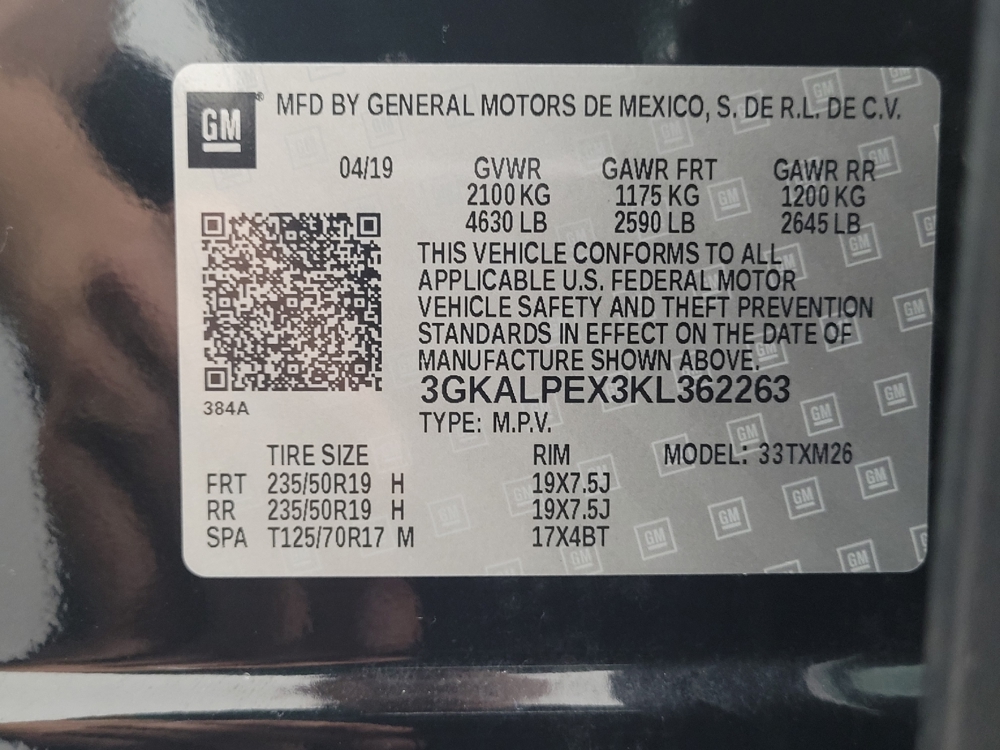 GM® MFD BY GENERAL MOTORS DE MEXICO, S. DE R.L. DE C.V.
04/19 GVWR GAWR FRT GAWR RR
2100 KG 1175 KG 1200 KG
4630 LB 2590 LB 2645 LB
THIS VEHICLE CONFORMS TO ALL
APPLICABLE U.S. FEDERAL MOTOR
VEHICLE SAFETY AND THEFT PREVENTION
STANDARDS IN EFFECT ON THE DATE OF
MANUFACTURE SHOWN ABOVE.
3GKALPEX3KL362263
384A
TYPE: M.P.V.
TIRE SIZE RIM MODEL: 33TXM26
FRT 235/50R19 H 19X7.5J
RR 235/50R19 H 19X7.5J
SPA T125/70R17 M 17X4BT